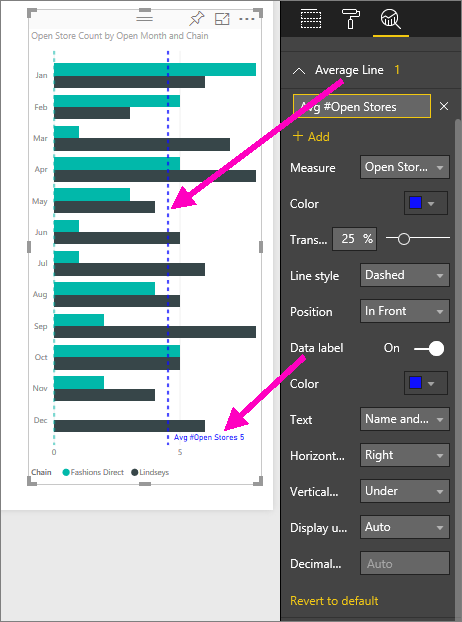 Open Store Count by Open Month and Chain
Jan
Feb
Mar
Apr
May
Jun
Jul
Aug
Sep
Oct
Nov
Dec
Avg #Open Stores 5
0 5
Chain Fashions Direct Lindseys
Average Line 1
Avg #Open Stores
Add
Measure Open Stor...
Color
Trans... 25 %
Line style Dashed
Position In Front
Data label On
Color
Text Name and...
Horizont... Right
Vertical... Under
Display u... Auto
Decimal... Auto
Revert to default